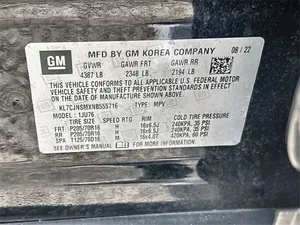 GM
MFD BY GM KOREA COMPANY
08 / 22
GVWR GAWR FRT GAWR RR
4387 LB 2348 LB 2194 LB
THIS VEHICLE CONFORMS TO ALL APPLICABLE U.S. FEDERAL MOTOR
VEHICLE SAFETY AND THEFT PREVENTION STANDARDS IN EFFECT
ON THE DATE OF MANUFACTURE SHOWN ABOVE.
KL7CJNSMXNB555716 TYPE: MPV
MODEL: 1JU76
TIRE SIZE SPEED RTG RIM COLD TIRE PRESSURE
FRT P205/70R16 H 16x6.5J 240KPA, 35 PSI
RR P205/70R16 H 16x6.5J 240KPA, 35 PSI
SPA T125/70D16 M 16x4.0T 420KPA, 60 PSI
SEE OWNER'S MANUAL FOR MORE INFORMATION